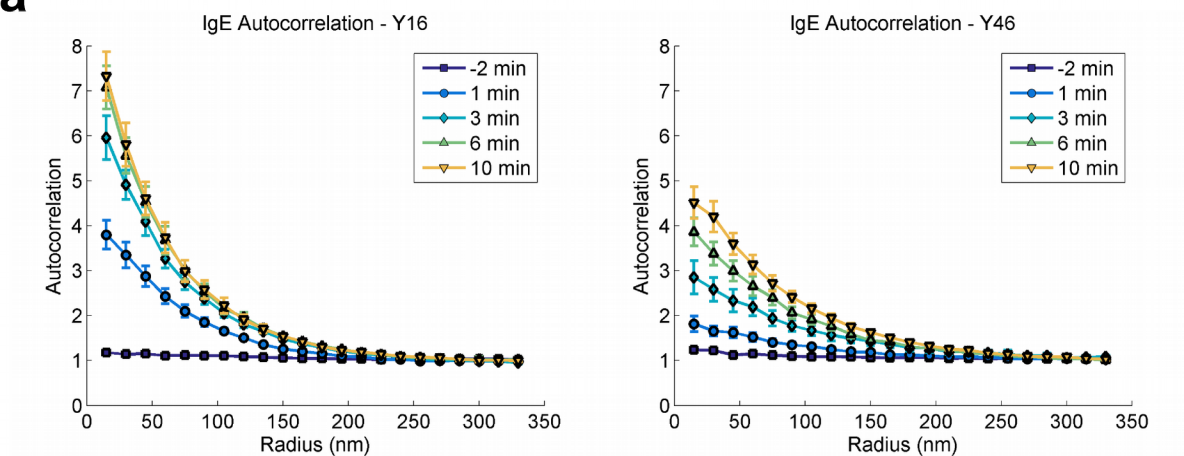 a
IgE Autocorrelation - Y16
8
7
6
5
4
3
2
1
0
Autocorrelation
0 50 100 150 200 250 300 350
Radius (nm)
-2 min
1 min
3 min
6 min
10 min
IgE Autocorrelation - Y46
8
7
6
5
4
3
2
1
0
Autocorrelation
0 50 100 150 200 250 300 350
Radius (nm)
-2 min
1 min
3 min
6 min
10 min